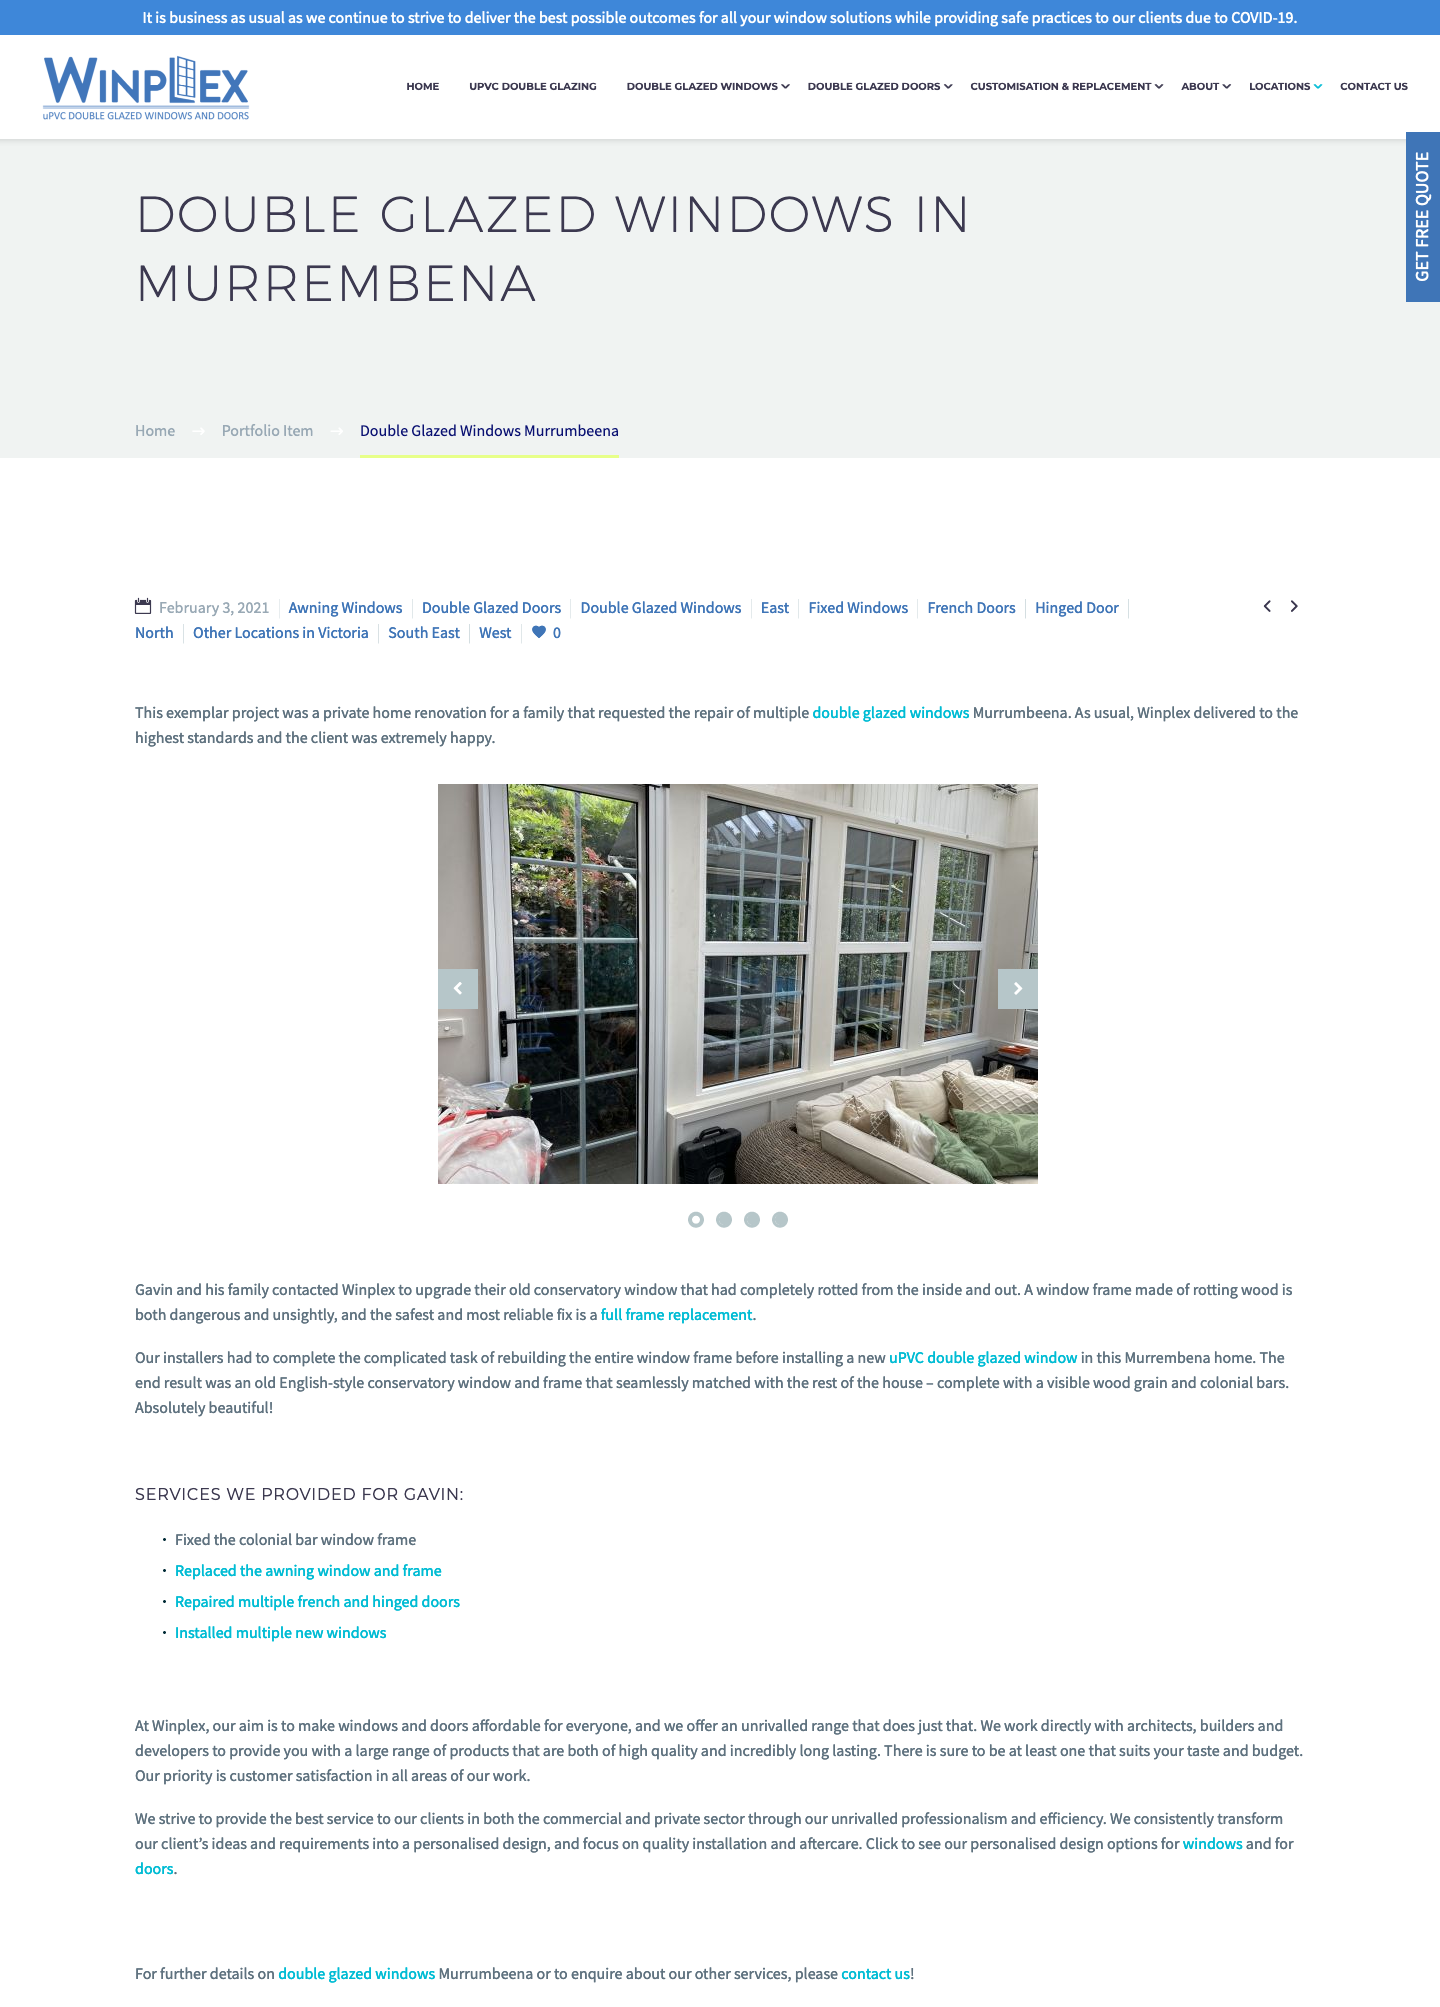 It is business as usual as we continue to strive to deliver the best possible outcomes for all your window solutions while providing safe practices to our clients due to COVID-19.
WINPLEX
uPVC DOUBLE GLAZED WINDOWS AND DOORS
HOME UPVC DOUBLE GLAZING DOUBLE GLAZED WINDOWS DOUBLE GLAZED DOORS CUSTOMISATION & REPLACEMENT ABOUT LOCATIONS CONTACT US
GET FREE QUOTE
DOUBLE GLAZED WINDOWS IN
MURREMBENA
Home Portfolio Item Double Glazed Windows Murrumbeena
February 3, 2021 Awning Windows Double Glazed Doors Double Glazed Windows East Fixed Windows French Doors Hinged Door
North Other Locations in Victoria South East West 0
This exemplar project was a private home renovation for a family that requested the repair of multiple double glazed windows Murrumbeena. As usual, Winplex delivered to the
highest standards and the client was extremely happy.
Gavin and his family contacted Winplex to upgrade their old conservatory window that had completely rotted from the inside and out. A window frame made of rotting wood is
both dangerous and unsightly, and the safest and most reliable fix is a full frame replacement.
Our installers had to complete the complicated task of rebuilding the entire window frame before installing a new uPVC double glazed window in this Murrembena home. The
end result was an old English-style conservatory window and frame that seamlessly matched with the rest of the house – complete with a visible wood grain and colonial bars.
Absolutely beautiful!
SERVICES WE PROVIDED FOR GAVIN:
• Fixed the colonial bar window frame
• Replaced the awning window and frame
• Repaired multiple french and hinged doors
• Installed multiple new windows
At Winplex, our aim is to make windows and doors affordable for everyone, and we offer an unrivalled range that does just that. We work directly with architects, builders and
developers to provide you with a large range of products that are both of high quality and incredibly long lasting. There is sure to be at least one that suits your taste and budget.
Our priority is customer satisfaction in all areas of our work.
We strive to provide the best service to our clients in both the commercial and private sector through our unrivalled professionalism and efficiency. We consistently transform
our client’s ideas and requirements into a personalised design, and focus on quality installation and aftercare. Click to see our personalised design options for windows and for
doors.
For further details on double glazed windows Murrumbeena or to enquire about our other services, please contact us!